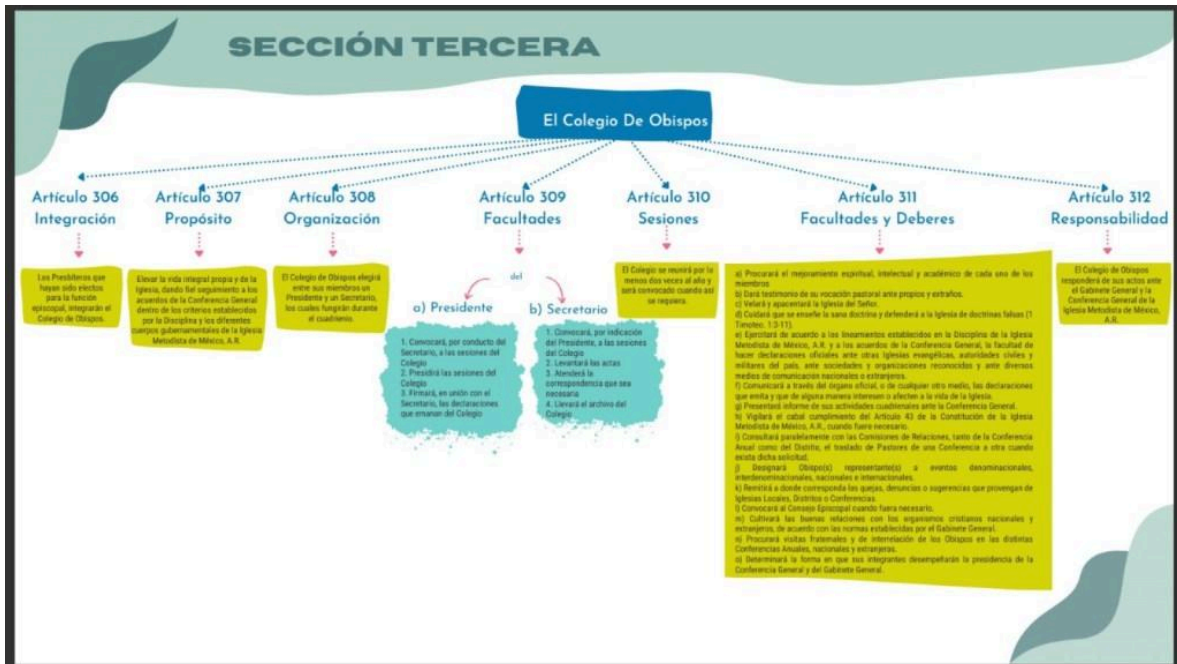 SECCIÓN TERCERA
El Colegio De Obispos
Artículo 306
Integración
Los Presbíteros que
hayan sido electos
para la función
episcopal, integrarán el
Colegio de Obispos.
Artículo 307
Propósito
Elevar la vida integral propia y de la
Iglesia, dando fiel seguimiento a los
acuerdos de la Conferencia General
dentro de los criterios establecidos
por la Disciplina y los diferentes
cuerpos gubernamentales de la Iglesia
Metodista de México, A.R.
Artículo 308
Organización
El Colegio de Obispos elegirá
entre sus miembros un
Presidente y un Secretario,
los cuales fungirán durante
el cuadrienio.
Artículo 309
Facultades
del
a) Presidente
1. Convocará, por conducto del
Secretario, a las sesiones del
Colegio
2. Presidirá las sesiones del
Colegio
3. Firmará, en unión con el
Secretario, las declaraciones
que emanan del Colegio
b) Secretario
1. Convocará, por indicación
del Presidente, a las sesiones
del Colegio
2. Levantará las actas
3. Atenderá la
correspondencia que sea
necesaria
4. Llevará el archivo del
Colegio
Artículo 310
Sesiones
El Colegio se reunirá por lo
menos dos veces al año y
será convocado cuando así
se requiera.
Artículo 311
Facultades y Deberes
a) Procurará el mejoramiento espiritual, intelectual y académico de cada uno de los
miembros
b) Dará testimonio de su vocación pastoral ante propios y extraños.
c) Velará y apacentará la Iglesia del Señor.
d) Cuidará que se enseñe la sana doctrina y defenderá a la Iglesia de doctrinas falsas (1
Timoteo. 1:3-11).
e) Ejercitará de acuerdo a los lineamientos establecidos en la Disciplina de la Iglesia
Metodista de México, A.R. y a los acuerdos de la Conferencia General, la facultad de
hacer declaraciones oficiales ante otras Iglesias evangélicas, autoridades civiles y
militares del país, ante sociedades y organizaciones reconocidas y ante diversos
medios de comunicación nacionales o extranjeros.
f) Comunicará a través del órgano oficial, o de cualquier otro medio, las declaraciones
que emita y que de alguna manera interesen o afecten a la vida de la Iglesia.
g) Presentará informe de sus actividades cuadrienales ante la Conferencia General.
h) Vigilará el cabal cumplimiento del Artículo 43 de la Constitución de la Iglesia
Metodista de México, A.R., cuando fuere necesario.
i) Consultará paralelamente con las Comisiones de Relaciones, tanto de la Conferencia
Anual como del Distrito, el traslado de Pastores de una Conferencia a otra cuando
exista dicha solicitud.
j) Designará Obispo(s) representante(s) a eventos denominacionales,
interdenominacionales, nacionales e internacionales.
k) Remitirá a donde corresponda las quejas, denuncias o sugerencias que provengan de
Iglesias Locales, Distritos o Conferencias.
l) Convocará al Consejo Episcopal cuando fuera necesario.
m) Cultivará las buenas relaciones con los organismos cristianos nacionales y
extranjeros, de acuerdo con las normas establecidas por el Gabinete General.
n) Procurará visitas fraternales y de interrelación de los Obispos en las distintas
Conferencias Anuales, nacionales y extranjeras.
o) Determinará la forma en que sus integrantes desempeñarán la presidencia de la
Conferencia General y del Gabinete General.
Artículo 312
Responsabilidad
El Colegio de Obispos
responderá de sus actos ante
el Gabinete General y la
Conferencia General de la
Iglesia Metodista de México,
A.R.